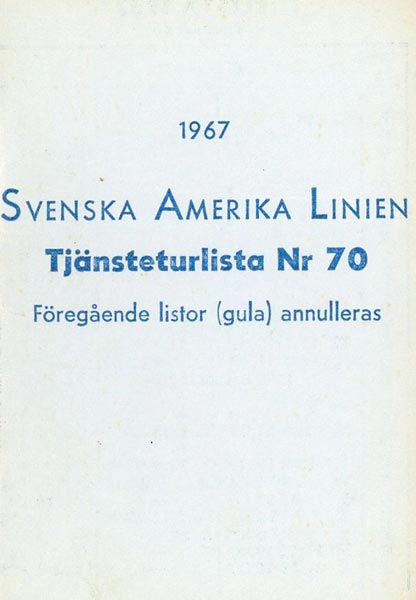 1967
SVENSKA AMERIKA LINIEN
Tjänsteturlista Nr 70
Föregående listor (gula) annulleras